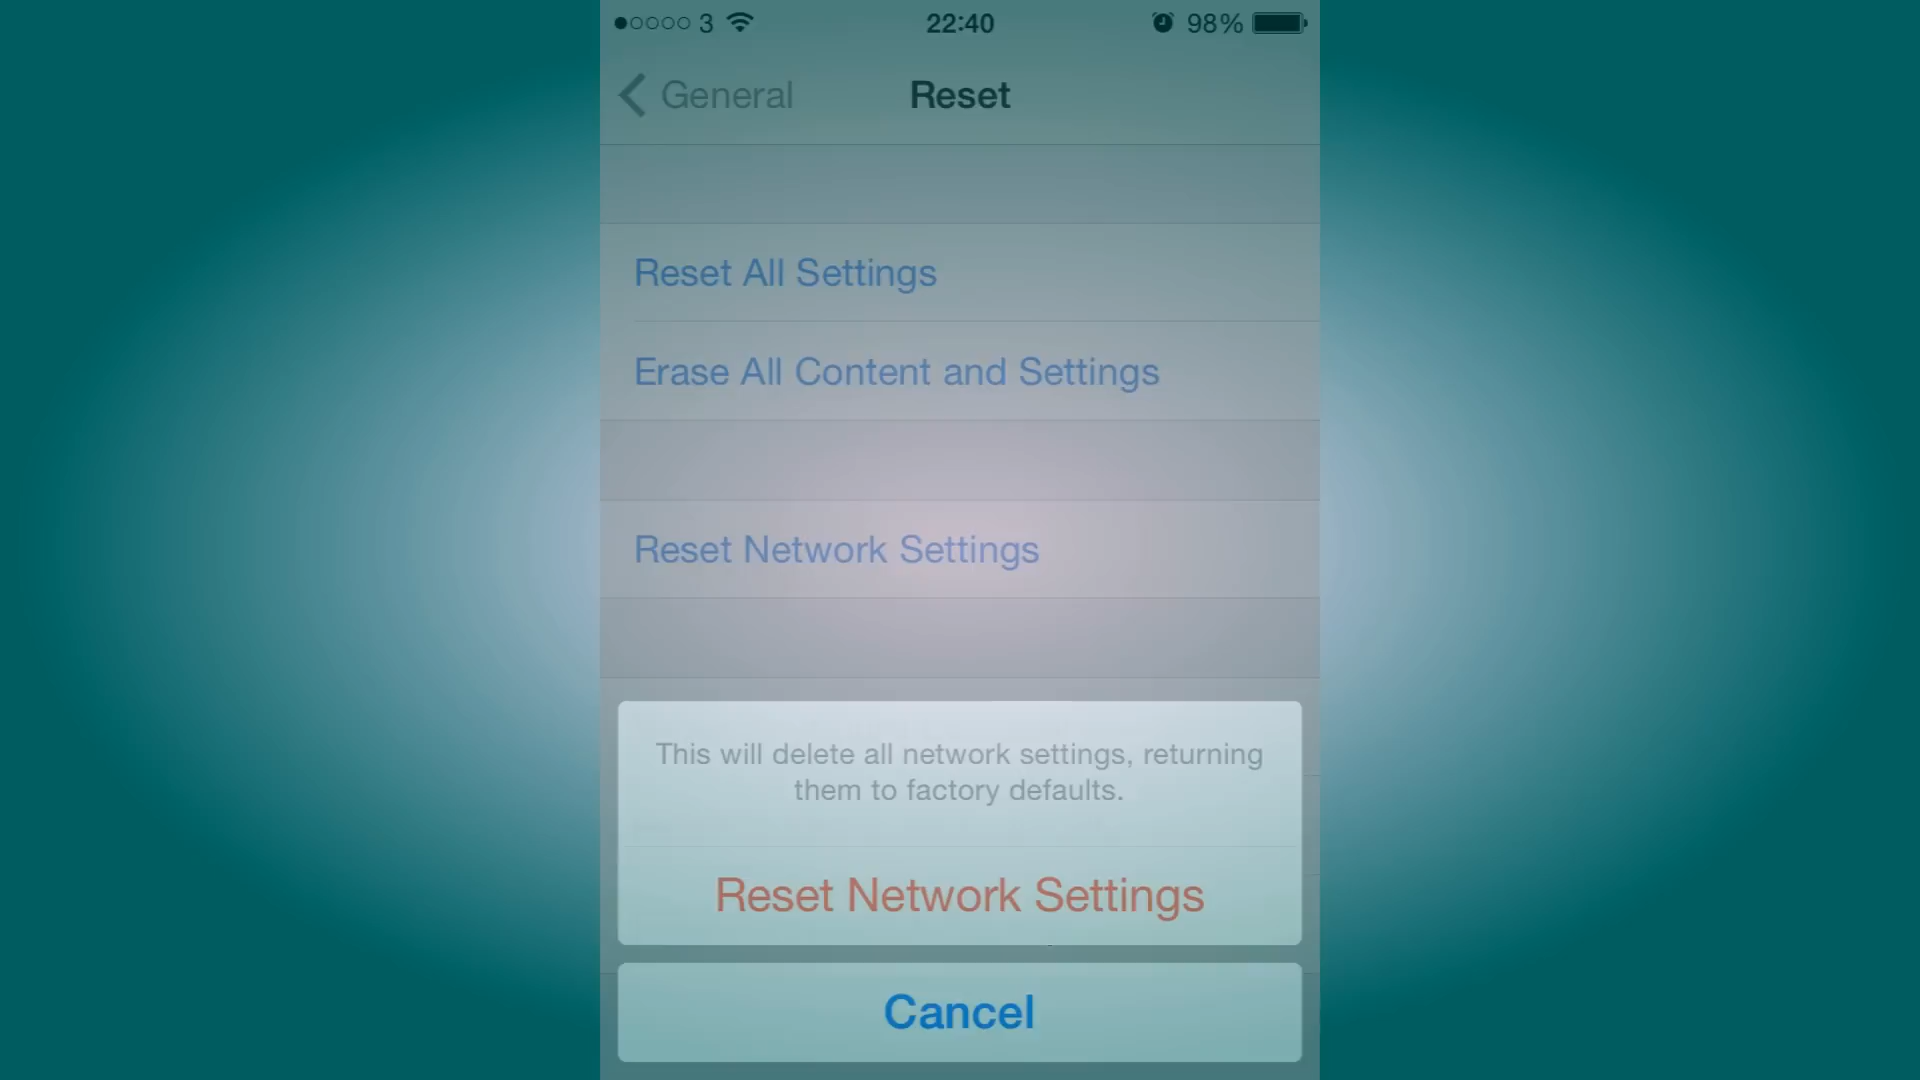 3 22:40 98%
General Reset
Reset All Settings
Erase All Content and Settings
Reset Network Settings
This will delete all network settings, returning
them to factory defaults.
Reset Network Settings
Cancel